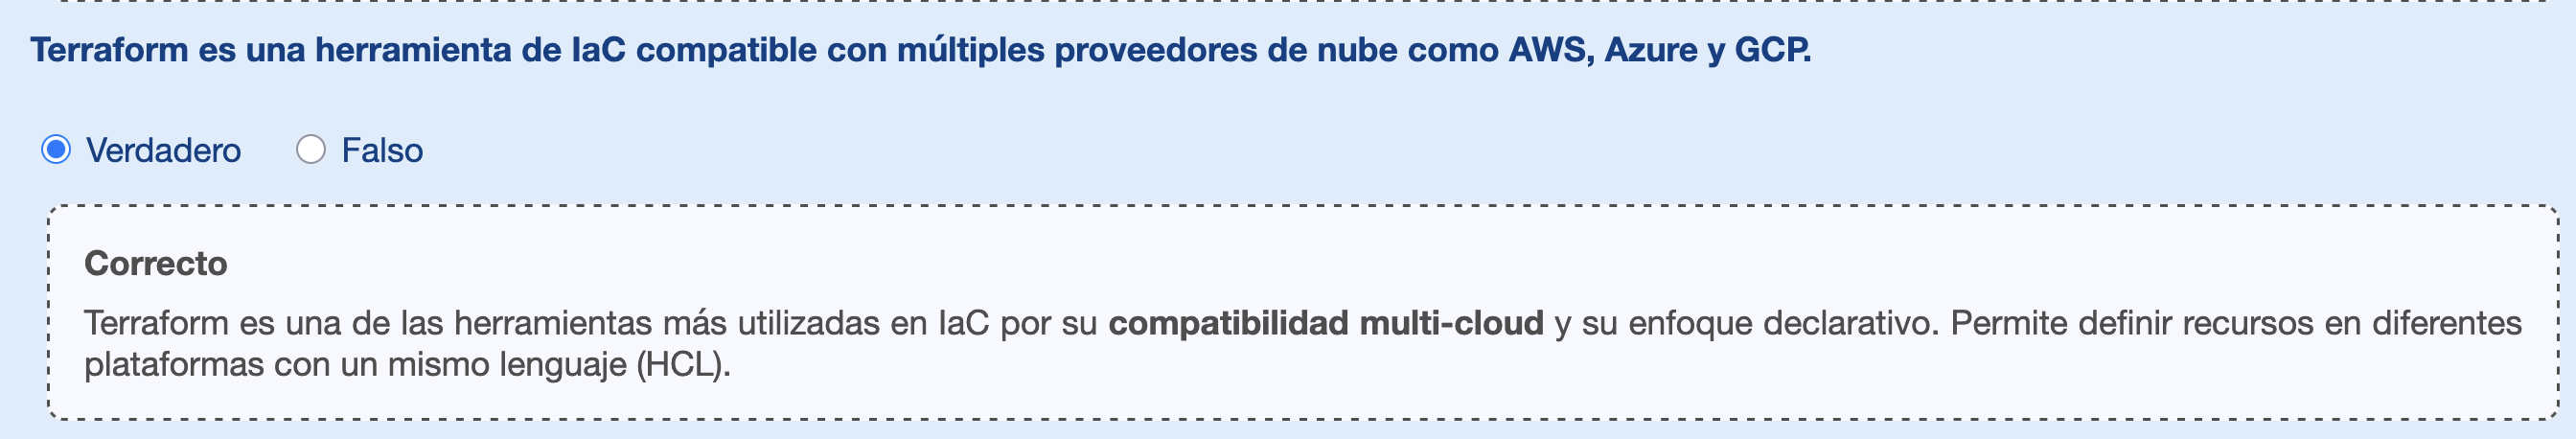 Terraform es una herramienta de IaC compatible con múltiples proveedores de nube como AWS, Azure y GCP.
Verdadero Falso
Correcto
Terraform es una de las herramientas más utilizadas en IaC por su compatibilidad multi-cloud y su enfoque declarativo. Permite definir recursos en diferentes
plataformas con un mismo lenguaje (HCL).